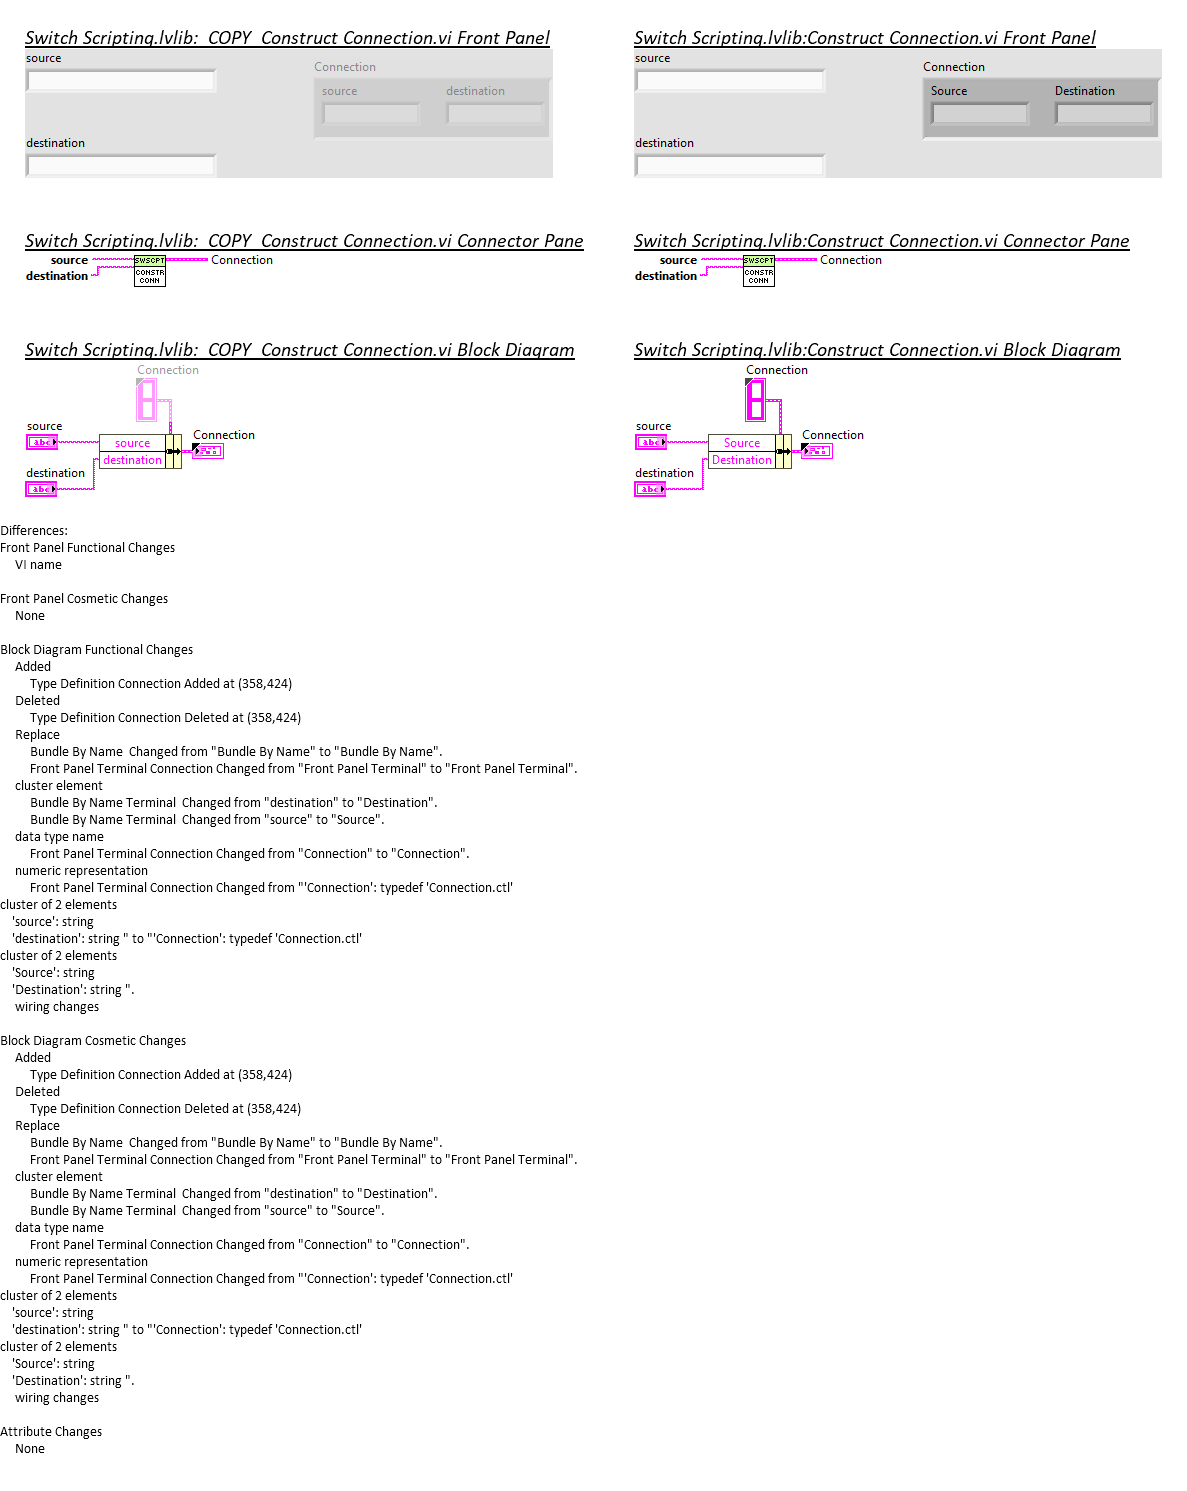 Switch Scripting.lvlib:  COPY  Construct Connection.vi Front Panel
source
Connection
source destination
destination
Switch Scripting.lvlib:Construct Connection.vi Front Panel
source
Connection
Source Destination
destination
Switch Scripting.lvlib:  COPY  Construct Connection.vi Connector Pane
source SWSCPT Connection
destination CONSTR
CONN
Switch Scripting.lvlib:Construct Connection.vi Connector Pane
source SWSCPT Connection
destination CONSTR
CONN
Switch Scripting.lvlib:  COPY  Construct Connection.vi Block Diagram
Connection
source
abc source Connection
destination
destination
abc
Switch Scripting.lvlib:Construct Connection.vi Block Diagram
Connection
source
abc Source Connection
Destination
destination
abc
Differences:
Front Panel Functional Changes
VI name
Front Panel Cosmetic Changes
None
Block Diagram Functional Changes
Added
Type Definition Connection Added at (358,424)
Deleted
Type Definition Connection Deleted at (358,424)
Replace
Bundle By Name  Changed from "Bundle By Name" to "Bundle By Name".
Front Panel Terminal Connection Changed from "Front Panel Terminal" to "Front Panel Terminal".
cluster element
Bundle By Name Terminal  Changed from "destination" to "Destination".
Bundle By Name Terminal  Changed from "source" to "Source".
data type name
Front Panel Terminal Connection Changed from "Connection" to "Connection".
numeric representation
Front Panel Terminal Connection Changed from "'Connection': typedef 'Connection.ctl'
cluster of 2 elements
'source': string
'destination': string " to "'Connection': typedef 'Connection.ctl'
cluster of 2 elements
'Source': string
'Destination': string ".
wiring changes
Block Diagram Cosmetic Changes
Added
Type Definition Connection Added at (358,424)
Deleted
Type Definition Connection Deleted at (358,424)
Replace
Bundle By Name  Changed from "Bundle By Name" to "Bundle By Name".
Front Panel Terminal Connection Changed from "Front Panel Terminal" to "Front Panel Terminal".
cluster element
Bundle By Name Terminal  Changed from "destination" to "Destination".
Bundle By Name Terminal  Changed from "source" to "Source".
data type name
Front Panel Terminal Connection Changed from "Connection" to "Connection".
numeric representation
Front Panel Terminal Connection Changed from "'Connection': typedef 'Connection.ctl'
cluster of 2 elements
'source': string
'destination': string " to "'Connection': typedef 'Connection.ctl'
cluster of 2 elements
'Source': string
'Destination': string ".
wiring changes
Attribute Changes
None